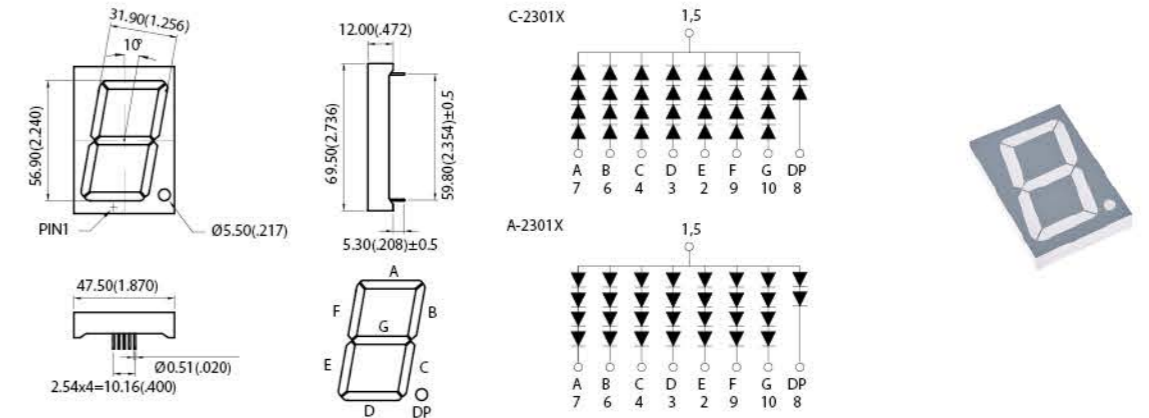 31.90(1.256)
10°
56.90(2.240)
PIN1
Ø5.50(.217)
12.00(.472)
69.50(2.736)
59.80(2.354)±0.5
5.30(.208)±0.5
47.50(1.870)
Ø0.51(.020)
2.54x4=10.16(.400)
A
F
B
G
E
C
D
DP
C-2301X
1,5
A B C D E F G DP
7 6 4 3 2 9 10 8
A-2301X
1,5
A B C D E F G DP
7 6 4 3 2 9 10 8